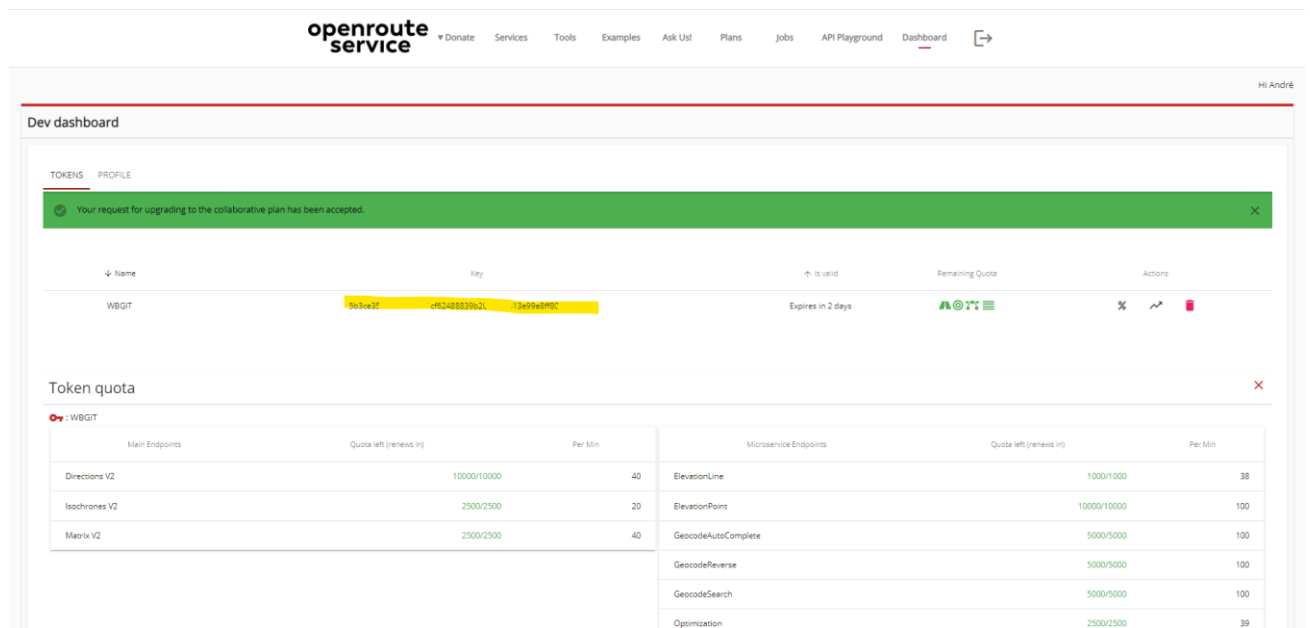 openroute service
♥ Donate Services Tools Examples Ask Us! Plans Jobs API Playground Dashboard
Hi André
Dev dashboard
TOKENS PROFILE
Your request for upgrading to the collaborative plan has been accepted.
Name Key Is valid Remaining Quota Actions
WBGIT Expires in 2 days
Token quota
: WBGIT
Main Endpoints Quota left (renews in) Per Min
Directions V2 10000/10000 40
Isochrones V2 2500/2500 20
Matrix V2 2500/2500 40
Microservice Endpoints Quota left (renews in) Per Min
ElevationLine 1000/1000 38
ElevationPoint 10000/10000 100
GeocodeAutoComplete 5000/5000 100
GeocodeReverse 5000/5000 100
GeocodeSearch 5000/5000 100
Optimization 2500/2500 39